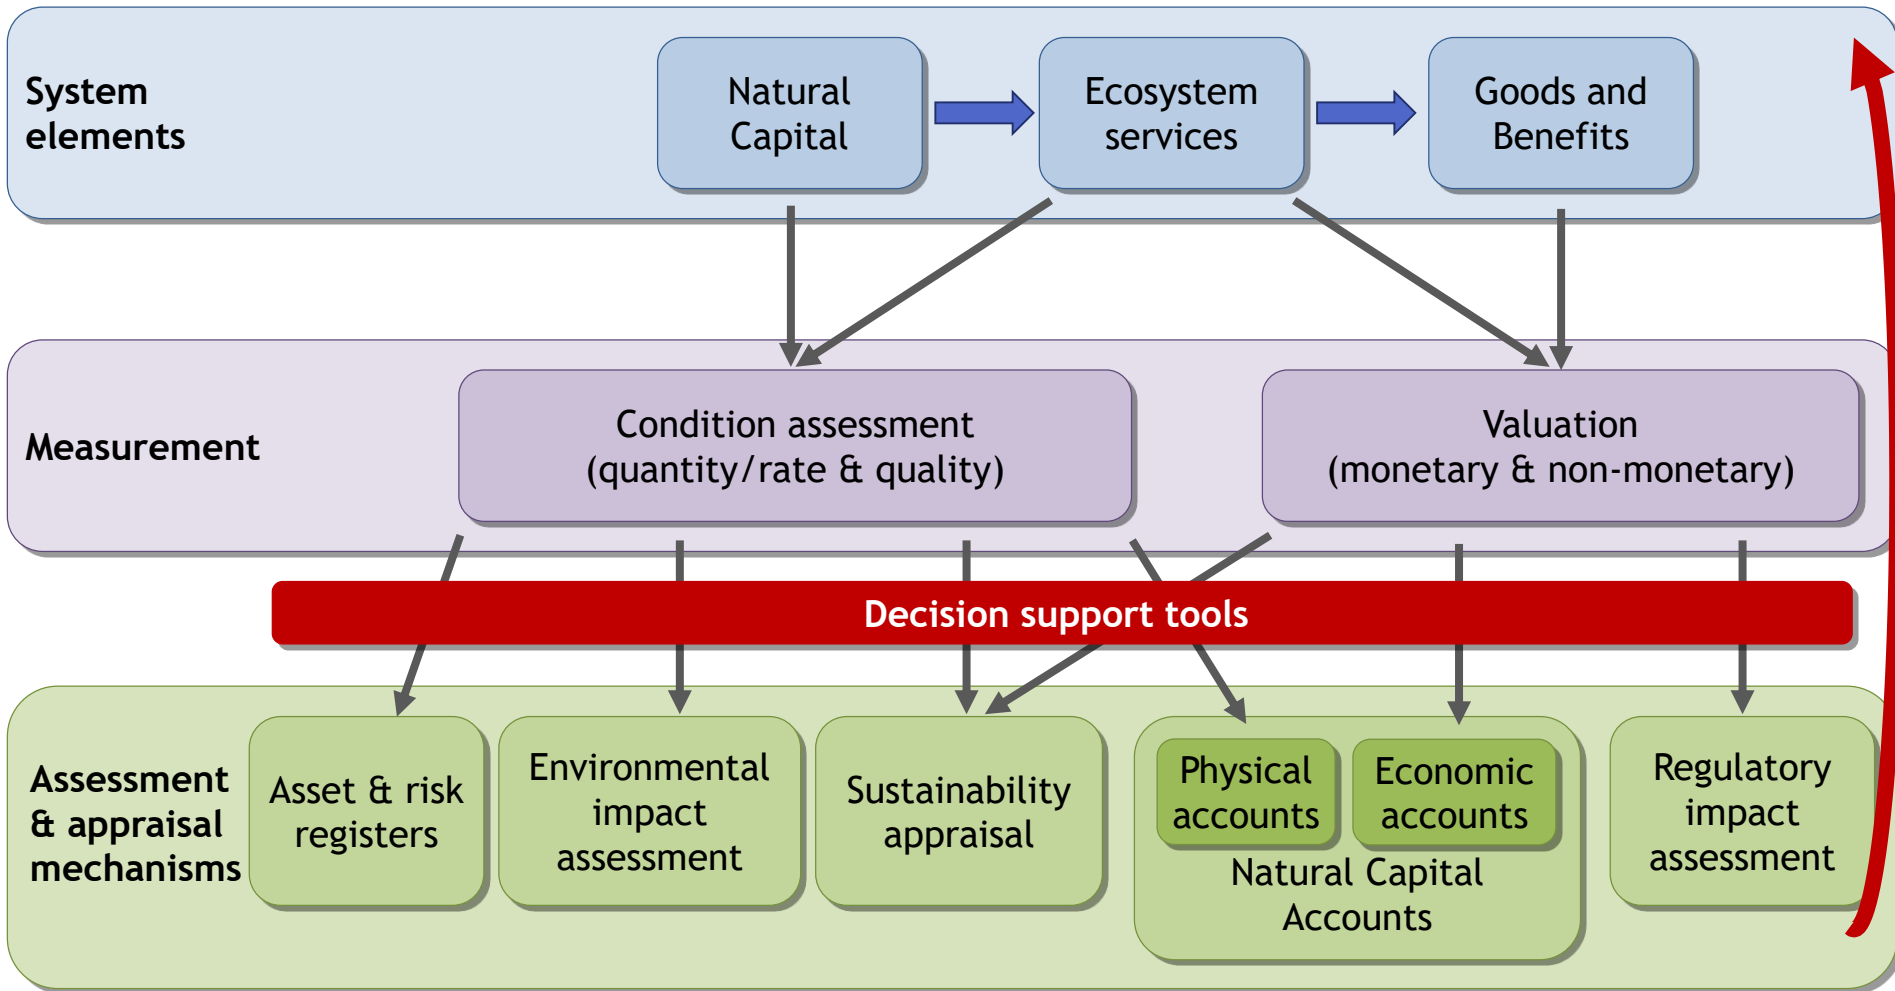 System
elements
Natural
Capital
Ecosystem
services
Goods and
Benefits
Measurement
Condition assessment
(quantity/rate & quality)
Valuation
(monetary & non-monetary)
Decision support tools
Assessment
& appraisal
mechanisms
Asset & risk
registers
Environmental
impact
assessment
Sustainability
appraisal
Physical
accounts
Economic
accounts
Natural Capital
Accounts
Regulatory
impact
assessment